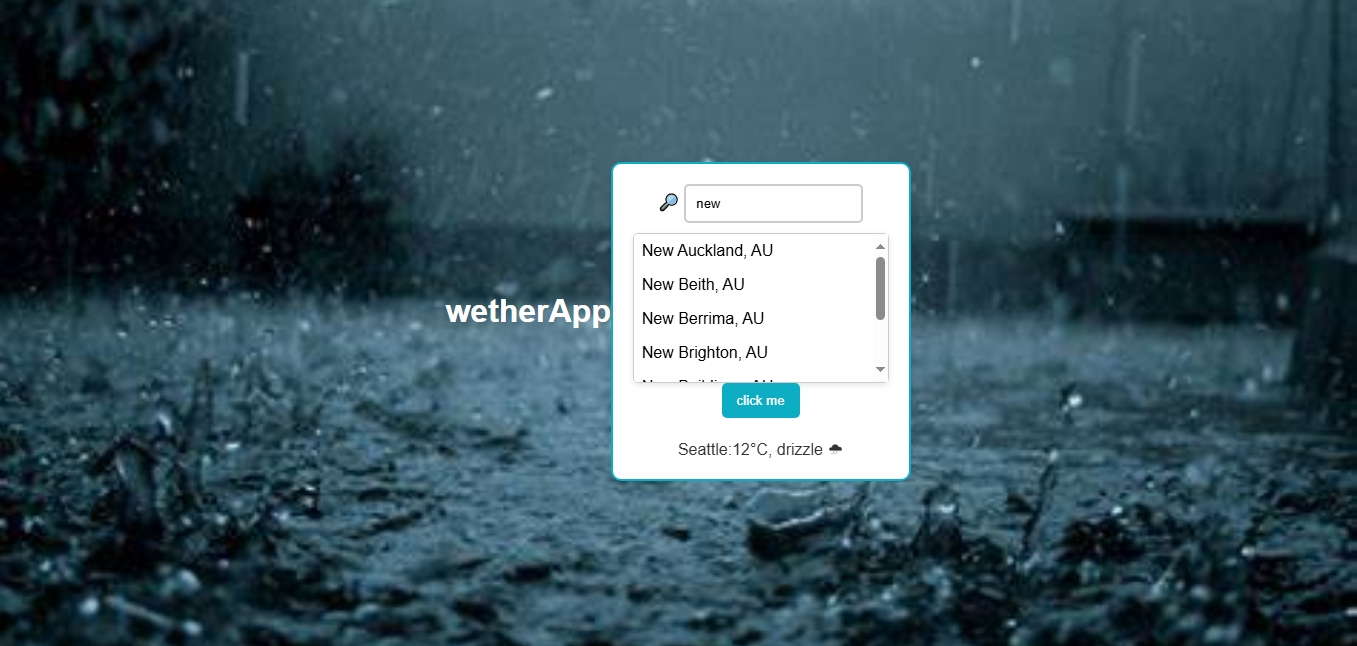 new
New Auckland, AU
New Beith, AU
New Berrima, AU
wetherApp
New Brighton, AU
click me
Seattle:12°C, drizzle 🌧